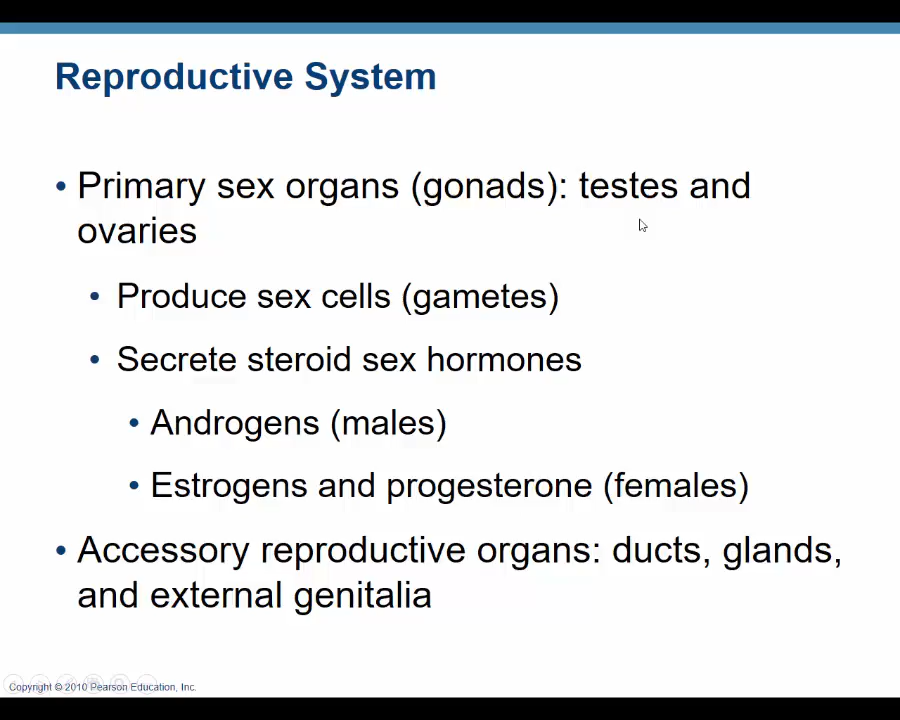 Reproductive System
• Primary sex organs (gonads): testes and
ovaries
• Produce sex cells (gametes)
• Secrete steroid sex hormones
• Androgens (males)
• Estrogens and progesterone (females)
• Accessory reproductive organs: ducts, glands,
and external genitalia
Copyright © 2010 Pearson Education, Inc.